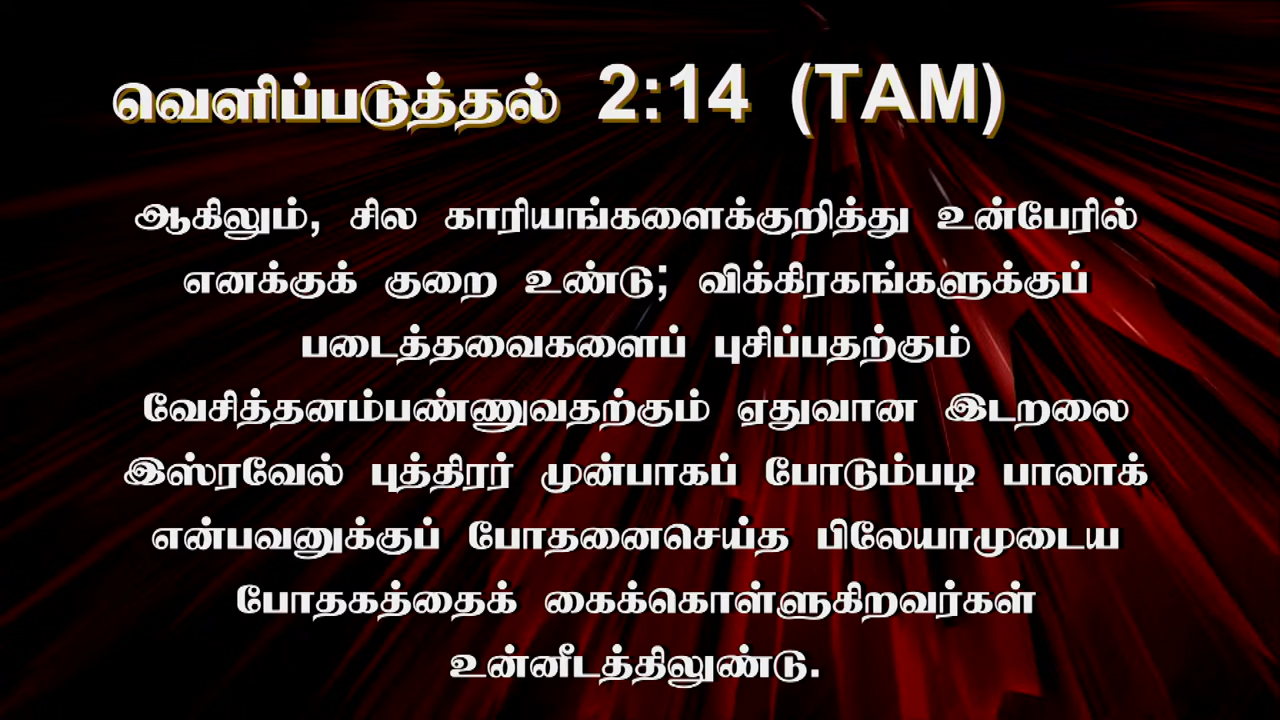 வெளிப்படுத்தல் 2:14 (TAM)
ஆகிலும், சில காரியங்களைக்குறித்து உன்பேரில்
எனக்குக் குறை உண்டு; விக்கிரகங்களுக்குப்
படைத்தவைகளைப் புசிப்பதற்கும்
வேசித்தனம்பண்ணுவதற்கும் ஏதுவான இடறலை
இஸ்ரவேல் புத்திரர் முன்பாகப் போடும்படி பாலாக்
என்பவனுக்குப் போதனைசெய்த பிலேயாமுடைய
போதகத்தைக் கைக்கொள்ளுகிறவர்கள்
உன்னீடத்திலுண்டு.